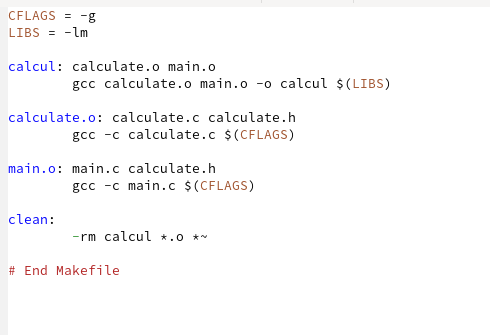 CFLAGS = -g
LIBS = -lm

calcul: calculate.o main.o
        gcc calculate.o main.o -o calcul $(LIBS)

calculate.o: calculate.c calculate.h
        gcc -c calculate.c $(CFLAGS)

main.o: main.c calculate.h
        gcc -c main.c $(CFLAGS)

clean:
        -rm calcul *.o *~

# End Makefile